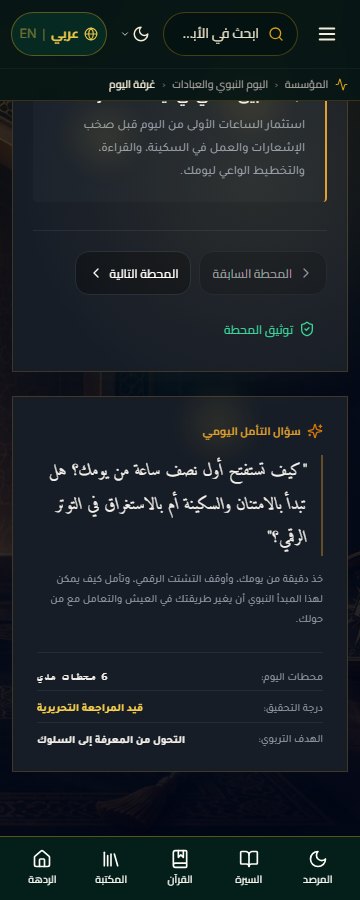 ابحث في الأبـ...
عربي | EN
المؤسسة ‹ اليوم النبوي والعبادات ‹ غرفة اليوم
استثمار الساعات الأولى من اليوم قبل صخب
الإشعارات والعمل في السكينة، والقراءة،
والتخطيط الواعي ليومك.
المحطة السابقة
المحطة التالية
توثيق المحطة
سؤال التأمل اليومي
"كيف تستفتح أول نصف ساعة من يومك؟ هل
تبدأ بالامتنان والسكينة أم بالاستغراق في التوتر
الرقمي؟"
خذ دقيقة من يومك، وأوقف التشتت الرقمي، وتأمل كيف يمكن
لهذا المبدأ النبوي أن يغير طريقتك في العيش والتعامل مع من
حولك.
محطات اليوم: 6 محطات هدي
درجة التحقيق: قيد المراجعة التحريرية
الهدف التربوي: التحول من المعرفة إلى السلوك
المرصد
السيرة
القرآن
المكتبة
الردهة